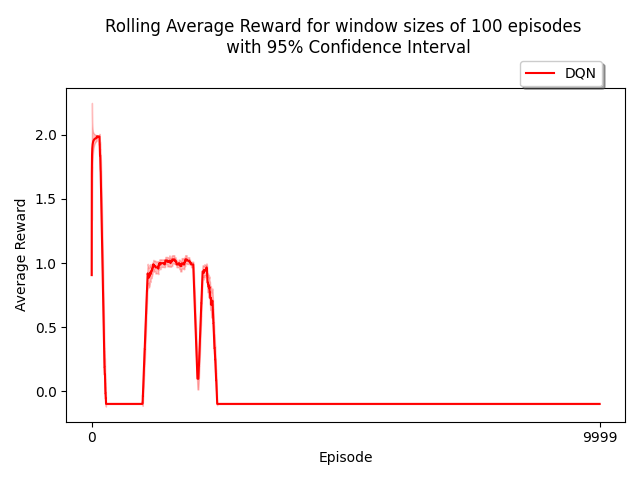 Rolling Average Reward for window sizes of 100 episodes
with 95% Confidence Interval
DQN
Average Reward
2.0
1.5
1.0
0.5
0.0
0
9999
Episode